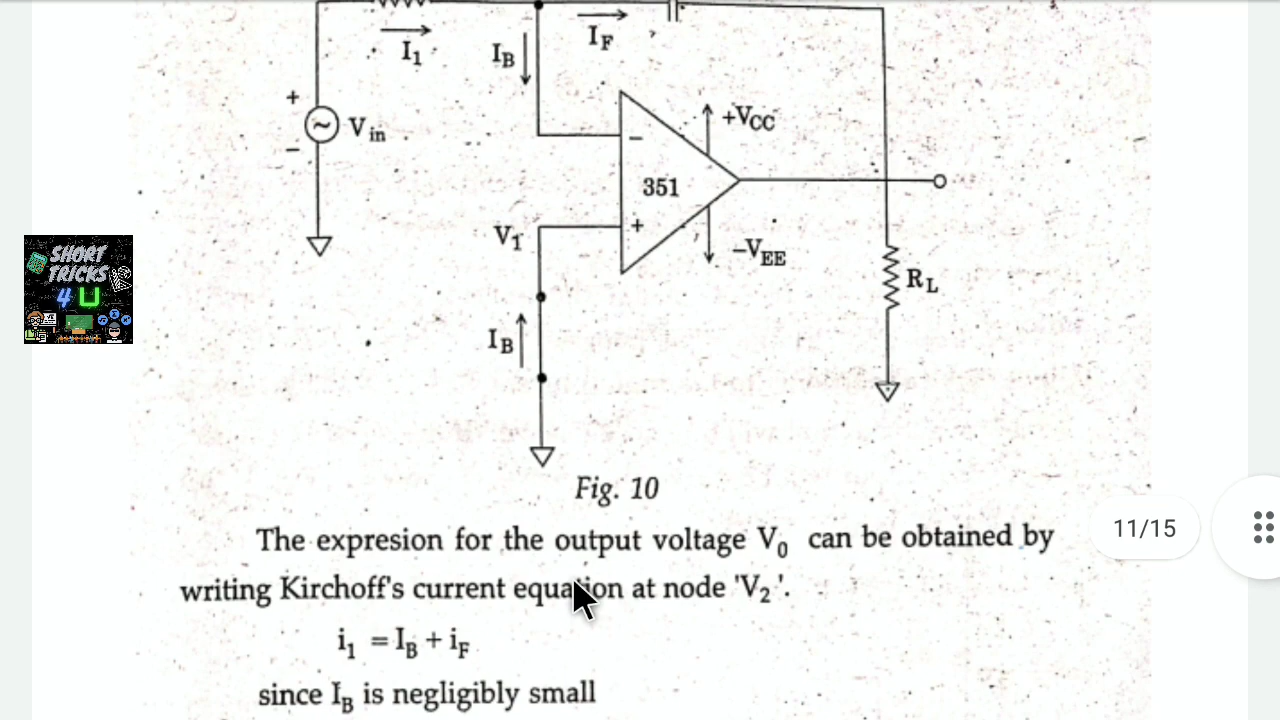 I1
IB
IF
+
Vin
−
+VCC
−
351
V1
+
−VEE
RL
IB
SHORT
TRICKS
4 U
Fig. 10
11/15
The expresion for the output voltage V0 can be obtained by
writing Kirchoff's current equation at node 'V2'.
i1 = IB + iF
since IB is negligibly small